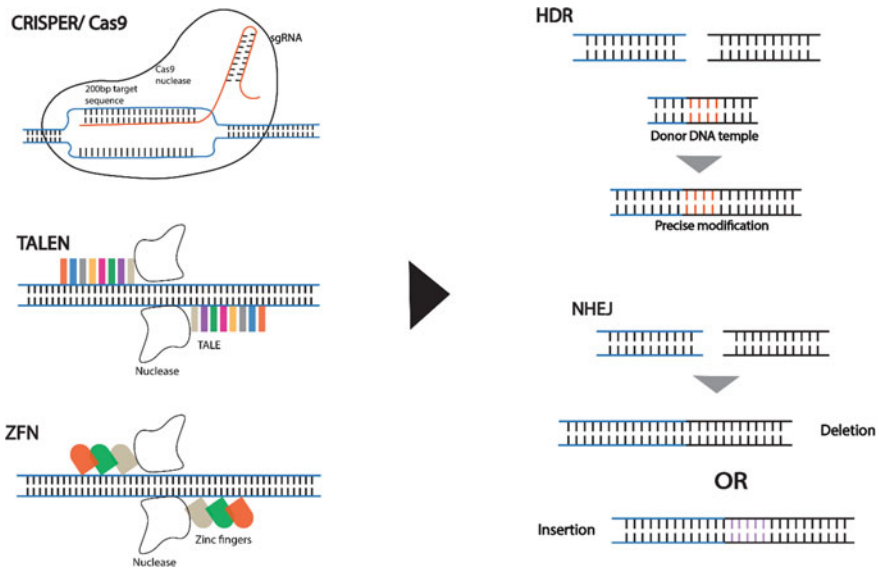 CRISPER/ Cas9
sgRNA
Cas9
nuclease
200bp target
sequence
TALEN
TALE
Nuclease
ZFN
Zinc fingers
Nuclease
HDR
Donor DNA temple
Precise modification
NHEJ
Deletion
OR
Insertion